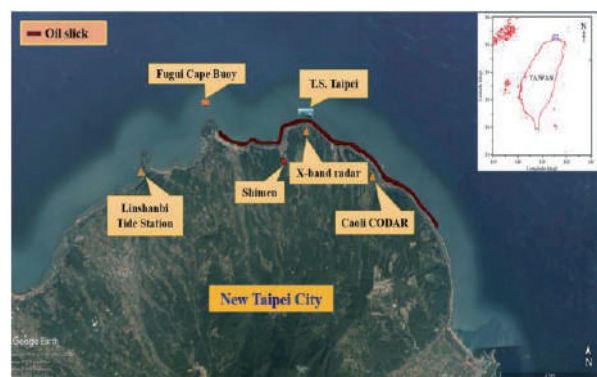 Oil slick
Fugui Cape Buoy
T.S. Taipei
N
TAIWAN
Shimen
X-band radar
Linshanbi
Tide Station
Caoli CODAR
New Taipei City
Google Earth
N